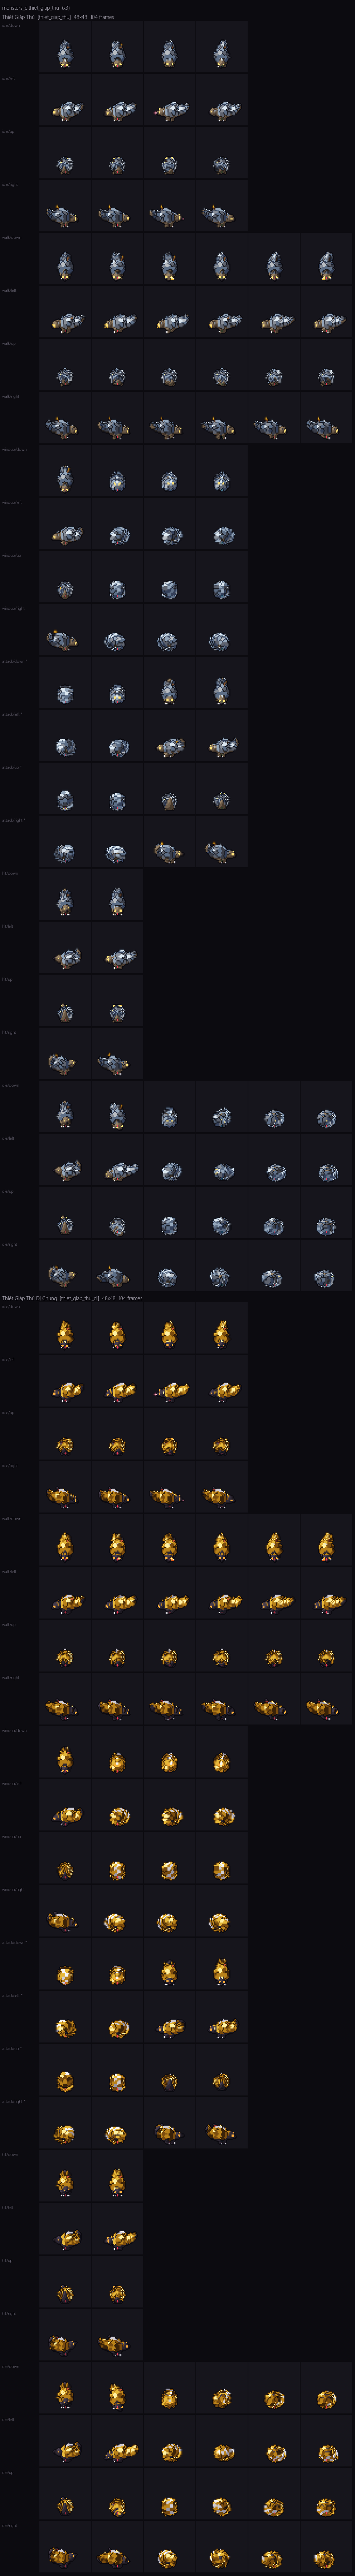 monsters_c thiet_giap_thu (x3)
Thiết Giáp Thú [thiet_giap_thu] 48x48 104 frames
idle/down
idle/left
idle/up
idle/right
walk/down
walk/left
walk/up
walk/right
windup/down
windup/left
windup/up
windup/right
attack/down *
attack/left *
attack/up *
attack/right *
hit/down
hit/left
hit/up
hit/right
die/down
die/left
die/up
die/right
Thiết Giáp Thú Dị Chủng [thiet_giap_thu_di] 48x48 104 frames
idle/down
idle/left
idle/up
idle/right
walk/down
walk/left
walk/up
walk/right
windup/down
windup/left
windup/up
windup/right
attack/down *
attack/left *
attack/up *
attack/right *
hit/down
hit/left
hit/up
hit/right
die/down
die/left
die/up
die/right